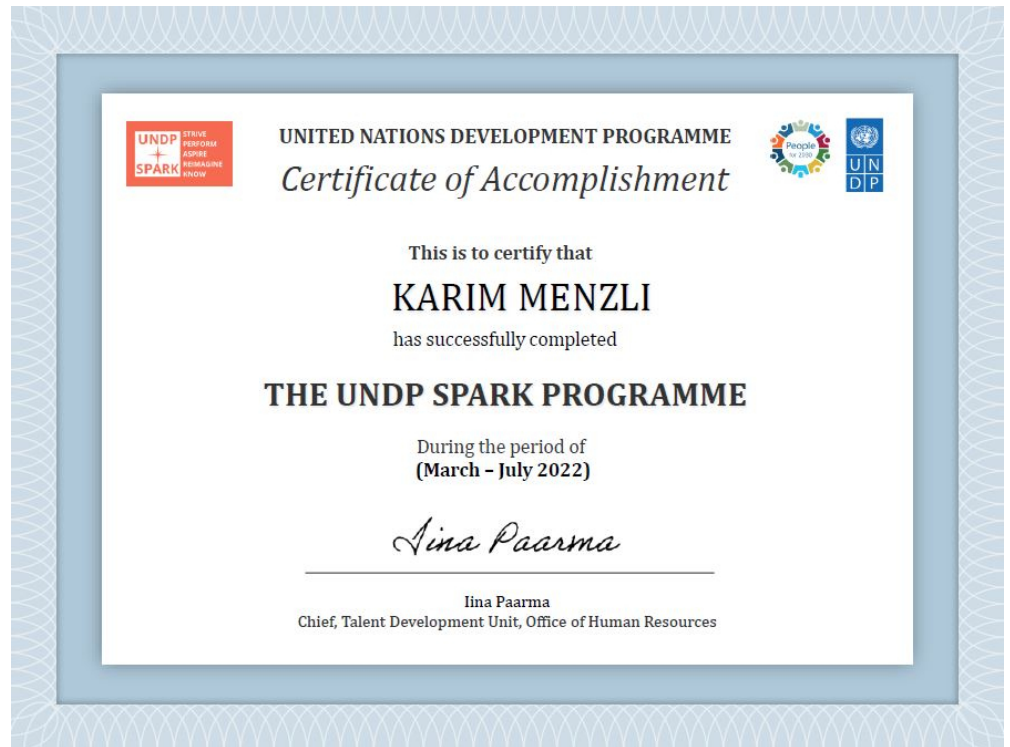 UNDP
SPARK
STRIVE
PERFORM
ASPIRE
REIMAGINE
KNOW
UNITED NATIONS DEVELOPMENT PROGRAMME
Certificate of Accomplishment
People
for 2030
U N
D P
This is to certify that
KARIM MENZLI
has successfully completed
THE UNDP SPARK PROGRAMME
During the period of
(March – July 2022)
Iina Paarma
Iina Paarma
Chief, Talent Development Unit, Office of Human Resources